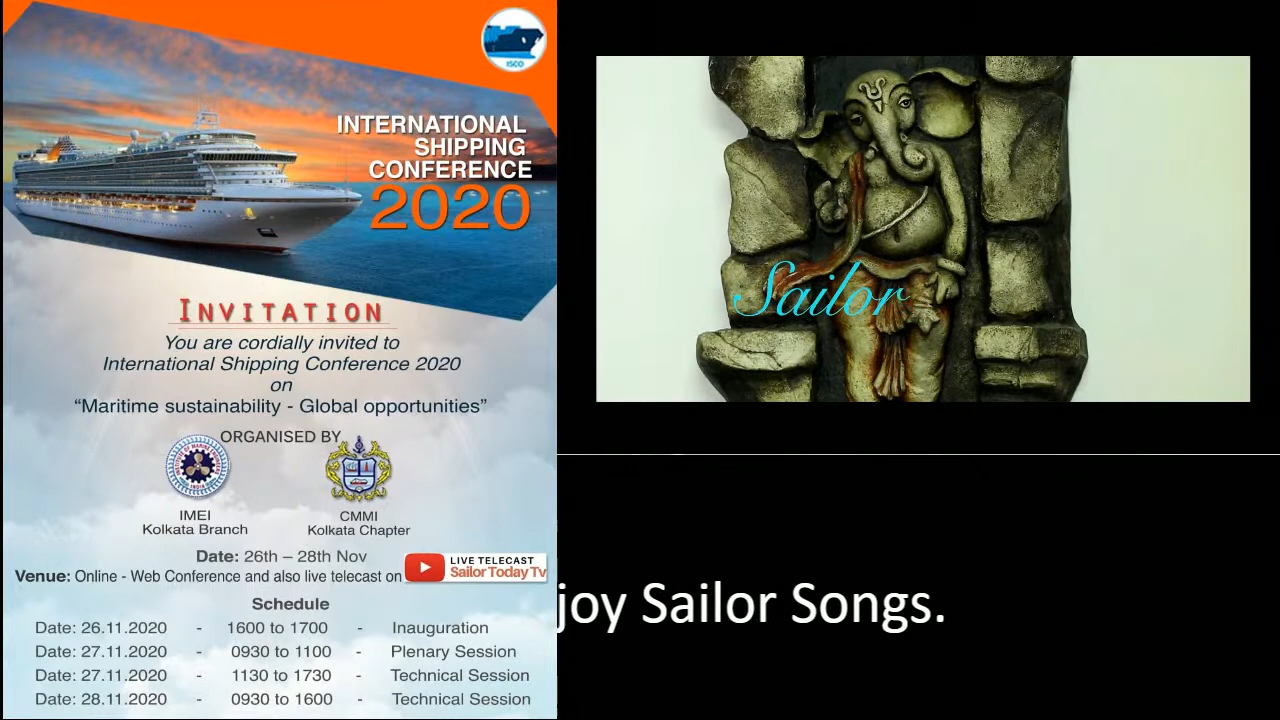 ISCO
INTERNATIONAL
SHIPPING
CONFERENCE
2020
INVITATION
You are cordially invited to
International Shipping Conference 2020
on
“Maritime sustainability - Global opportunities”
ORGANISED BY
IMEI
Kolkata Branch
CMMI
Kolkata Chapter
Date: 26th – 28th Nov
Venue: Online - Web Conference and also live telecast on
LIVE TELECAST
Sailor Today Tv
Schedule
Date: 26.11.2020 - 1600 to 1700 - Inauguration
Date: 27.11.2020 - 0930 to 1100 - Plenary Session
Date: 27.11.2020 - 1130 to 1730 - Technical Session
Date: 28.11.2020 - 0930 to 1600 - Technical Session
Sailor
joy Sailor Songs.